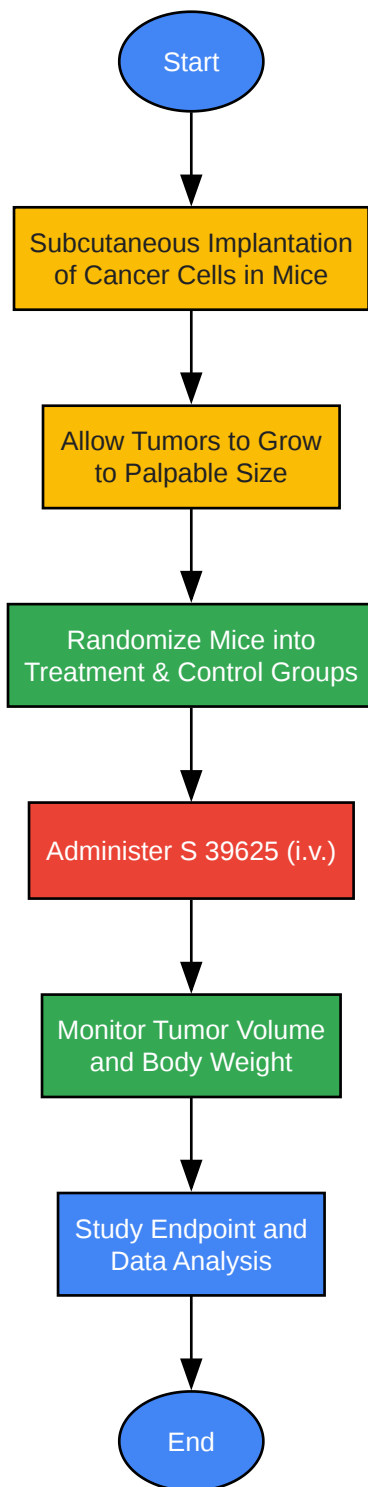 Start
Subcutaneous Implantation
of Cancer Cells in Mice
Allow Tumors to Grow
to Palpable Size
Randomize Mice into
Treatment & Control Groups
Administer S 39625 (i.v.)
Monitor Tumor Volume
and Body Weight
Study Endpoint and
Data Analysis
End